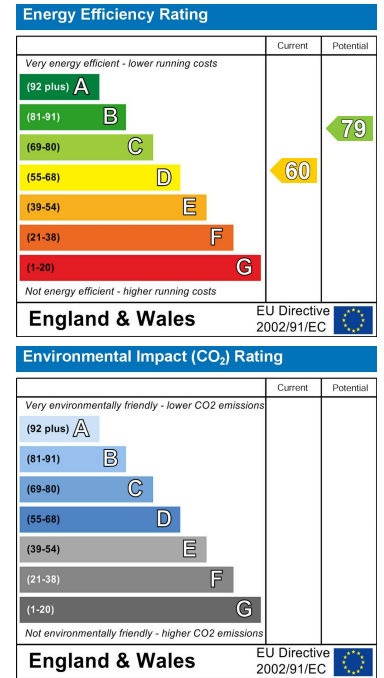 Energy Efficiency Rating
Current Potential
Very energy efficient - lower running costs
(92 plus) A
(81-91) B
(69-80) C
79
(55-68) D
60
(39-54) E
(21-38) F
(1-20) G
Not energy efficient - higher running costs
England & Wales
EU Directive
2002/91/EC
Environmental Impact (CO₂) Rating
Current Potential
Very environmentally friendly - lower CO2 emissions
(92 plus) A
(81-91) B
(69-80) C
(55-68) D
(39-54) E
(21-38) F
(1-20) G
Not environmentally friendly - higher CO2 emissions
England & Wales
EU Directive
2002/91/EC